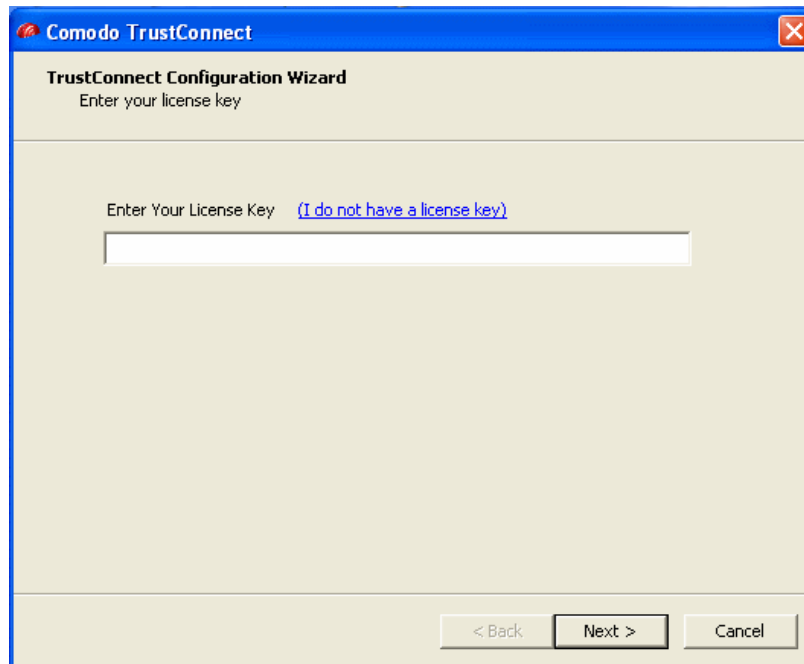 Comodo TrustConnect
TrustConnect Configuration Wizard
Enter your license key
Enter Your License Key (I do not have a license key)
< Back Next > Cancel